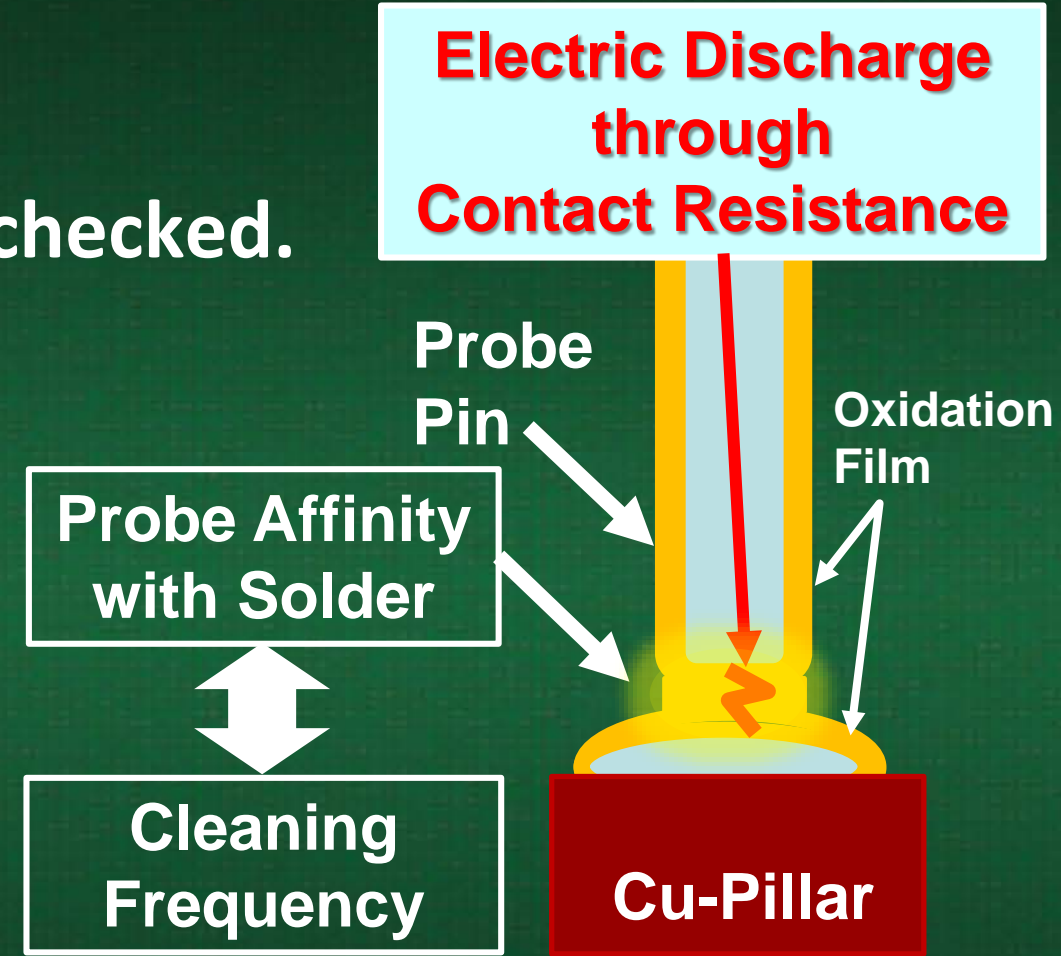 Electric Discharge
through
Contact Resistance
checked.
Probe
Pin
Oxidation
Film
Probe Affinity
with Solder
Cleaning
Frequency
Cu-Pillar